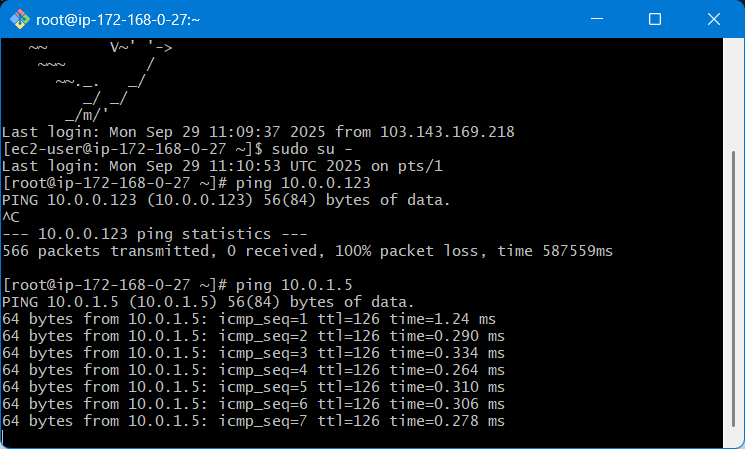 root@ip-172-168-0-27:~
   ~~       V~' '->
    ~~~         /
      ~~._.   _/
         _/ _/
       _/m/'
Last login: Mon Sep 29 11:09:37 2025 from 103.143.169.218
[ec2-user@ip-172-168-0-27 ~]$ sudo su -
Last login: Mon Sep 29 11:10:53 UTC 2025 on pts/1
[root@ip-172-168-0-27 ~]# ping 10.0.0.123
PING 10.0.0.123 (10.0.0.123) 56(84) bytes of data.
^C
--- 10.0.0.123 ping statistics ---
566 packets transmitted, 0 received, 100% packet loss, time 587559ms

[root@ip-172-168-0-27 ~]# ping 10.0.1.5
PING 10.0.1.5 (10.0.1.5) 56(84) bytes of data.
64 bytes from 10.0.1.5: icmp_seq=1 ttl=126 time=1.24 ms
64 bytes from 10.0.1.5: icmp_seq=2 ttl=126 time=0.290 ms
64 bytes from 10.0.1.5: icmp_seq=3 ttl=126 time=0.334 ms
64 bytes from 10.0.1.5: icmp_seq=4 ttl=126 time=0.264 ms
64 bytes from 10.0.1.5: icmp_seq=5 ttl=126 time=0.310 ms
64 bytes from 10.0.1.5: icmp_seq=6 ttl=126 time=0.306 ms
64 bytes from 10.0.1.5: icmp_seq=7 ttl=126 time=0.278 ms